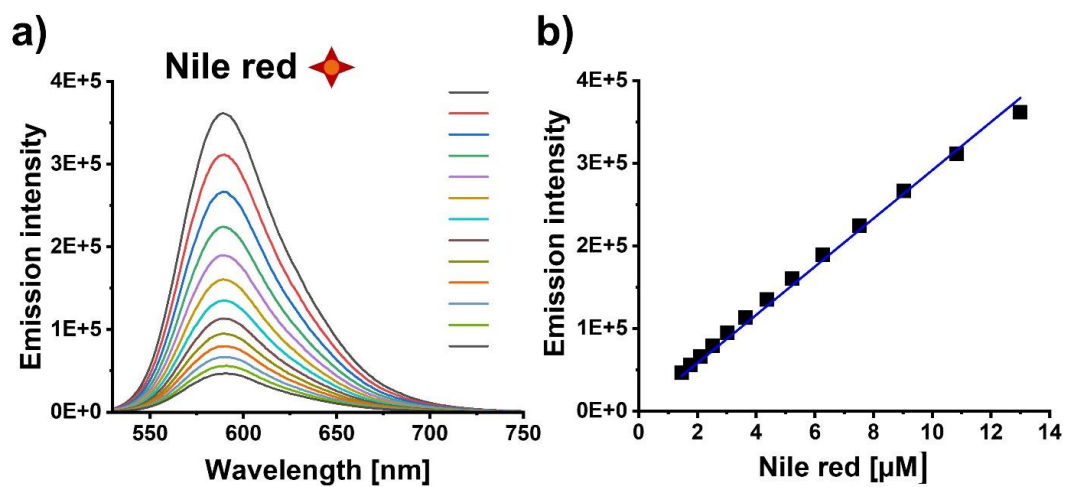 a)
Nile red
4E+5
3E+5
2E+5
1E+5
0E+0
Emission intensity
550 600 650 700 750
Wavelength [nm]
b)
4E+5
3E+5
2E+5
1E+5
0E+0
Emission intensity
0 2 4 6 8 10 12 14
Nile red [µM]